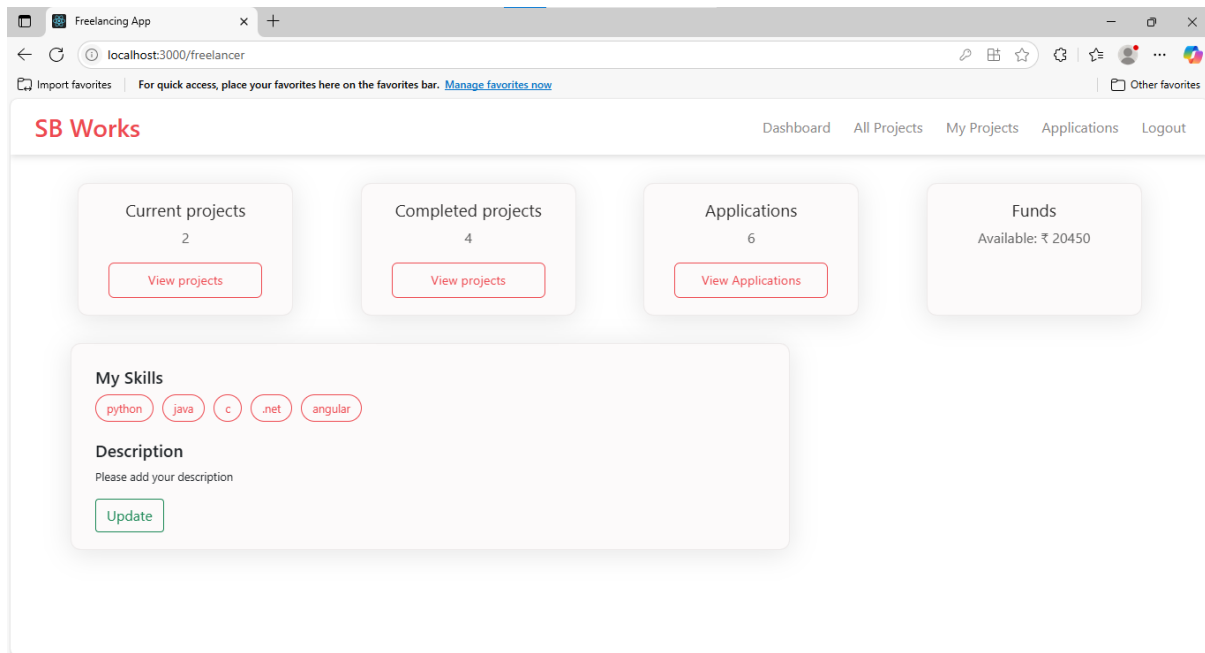 Freelancing App
localhost:3000/freelancer
Import favorites For quick access, place your favorites here on the favorites bar. Manage favorites now Other favorites
SB Works Dashboard All Projects My Projects Applications Logout
Current projects Completed projects Applications Funds
2 4 6 Available: ₹ 20450
View projects View projects View Applications
My Skills
python java c .net angular
Description
Please add your description
Update